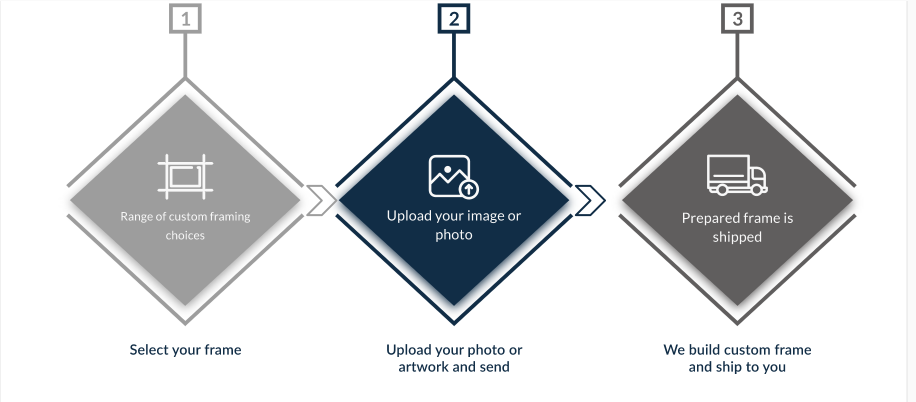 1
Range of custom framing
choices
Select your frame
2
Upload your image or
photo
Upload your photo or
artwork and send
3
Prepared frame is
shipped
We build custom frame
and ship to you